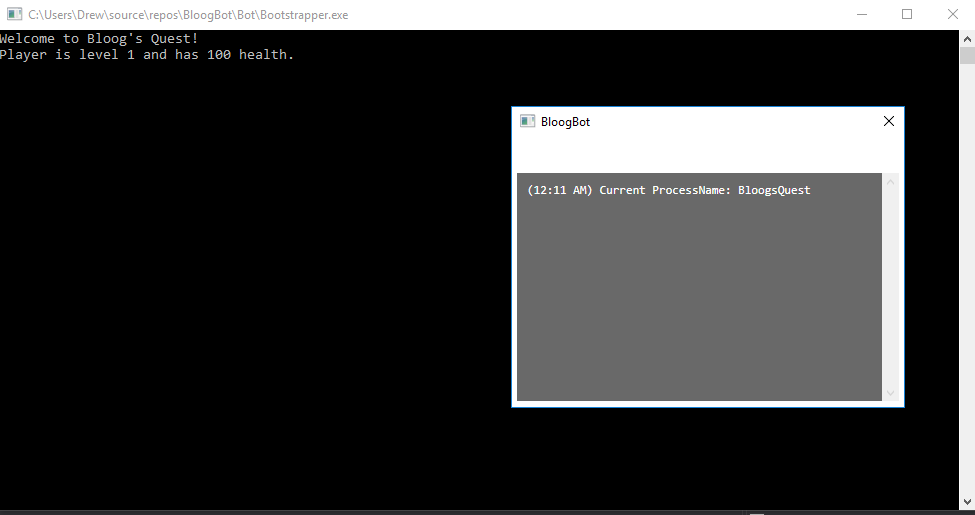 C:\Users\Drew\source\repos\BloogBot\Bot\Bootstrapper.exe
Welcome to Bloog's Quest!
Player is level 1 and has 100 health.
BloogBot
(12:11 AM) Current ProcessName: BloogsQuest